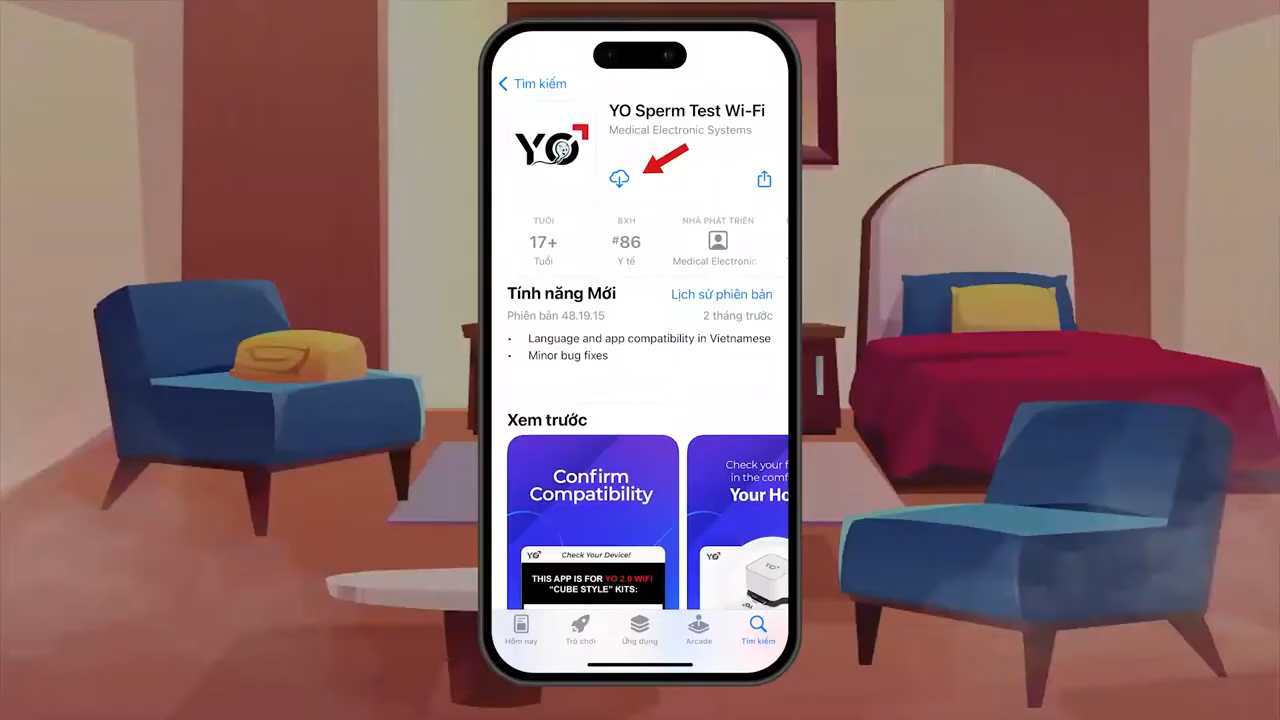 Tìm kiếm
YO Sperm Test Wi-Fi
Medical Electronic Systems
YO
TUỔI
BXH
NHÀ PHÁT TRIỂN
17+
#86
Tuổi
Y tế
Medical Electronic
Tính năng Mới
Lịch sử phiên bản
Phiên bản 48.19.15
2 tháng trước
• Language and app compatibility in Vietnamese
• Minor bug fixes
Xem trước
Confirm
Compatibility
YO Check Your Device!
THIS APP IS FOR YO 2.0 WIFI
“CUBE STYLE” KITS:
Check your f
in the comf
Your Ho
YO
YO
YO
Hôm nay
Trò chơi
Ứng dụng
Arcade
Tìm kiếm